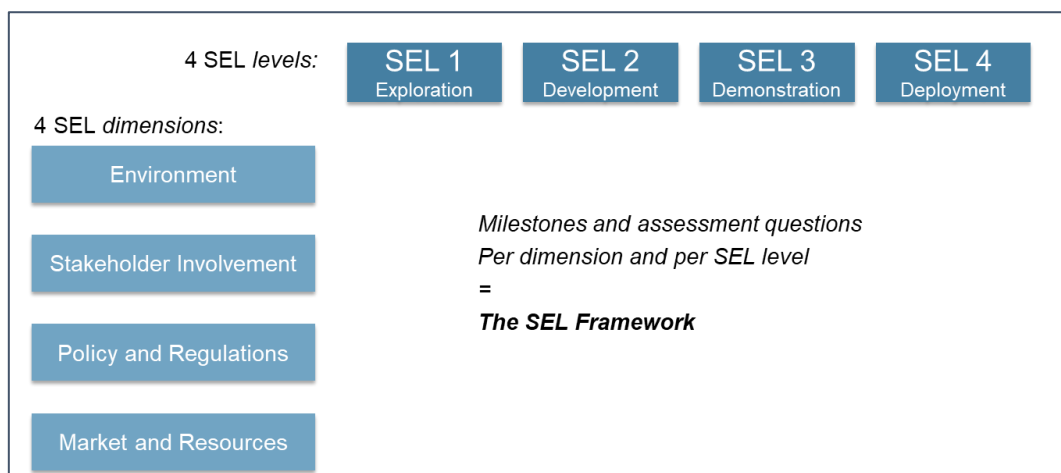 4 SEL levels:
SEL 1
Exploration
SEL 2
Development
SEL 3
Demonstration
SEL 4
Deployment
4 SEL dimensions:
Environment
Stakeholder Involvement
Policy and Regulations
Market and Resources
Milestones and assessment questions
Per dimension and per SEL level
=
The SEL Framework